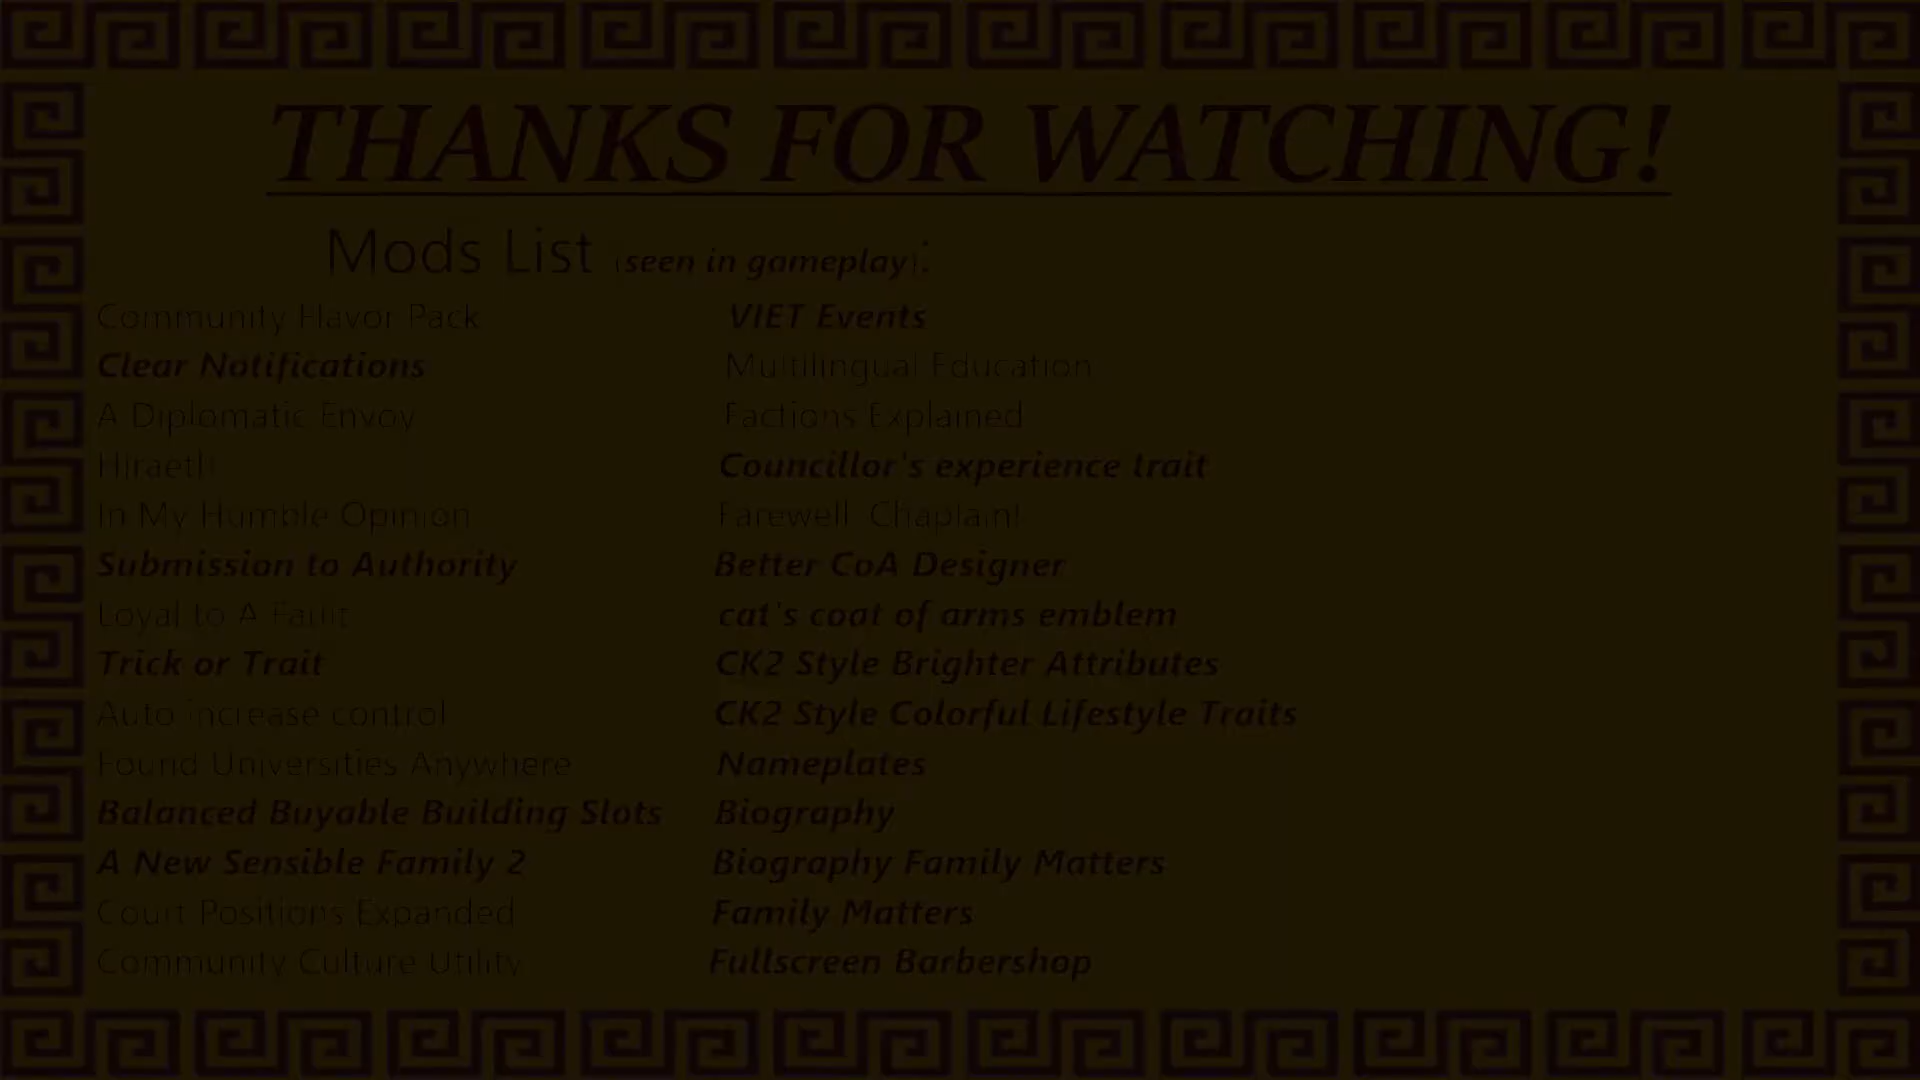 THANKS FOR WATCHING!
Mods List (seen in gameplay):
Community Flavor Pack
Clear Notifications
A Diplomatic Envoy
Hiraeth
In My Humble Opinion
Submission to Authority
Loyal to A Fault
Trick or Trait
Auto increase control
Found Universities Anywhere
Balanced Buyable Building Slots
A New Sensible Family 2
Court Positions Expanded
Community Culture Utility
VIET Events
Multilingual Education
Factions Explained
Councillor's experience trait
Farewell, Chaplain!
Better CoA Designer
cat's coat of arms emblem
CK2 Style Brighter Attributes
CK2 Style Colorful Lifestyle Traits
Nameplates
Biography
Biography Family Matters
Family Matters
Fullscreen Barbershop